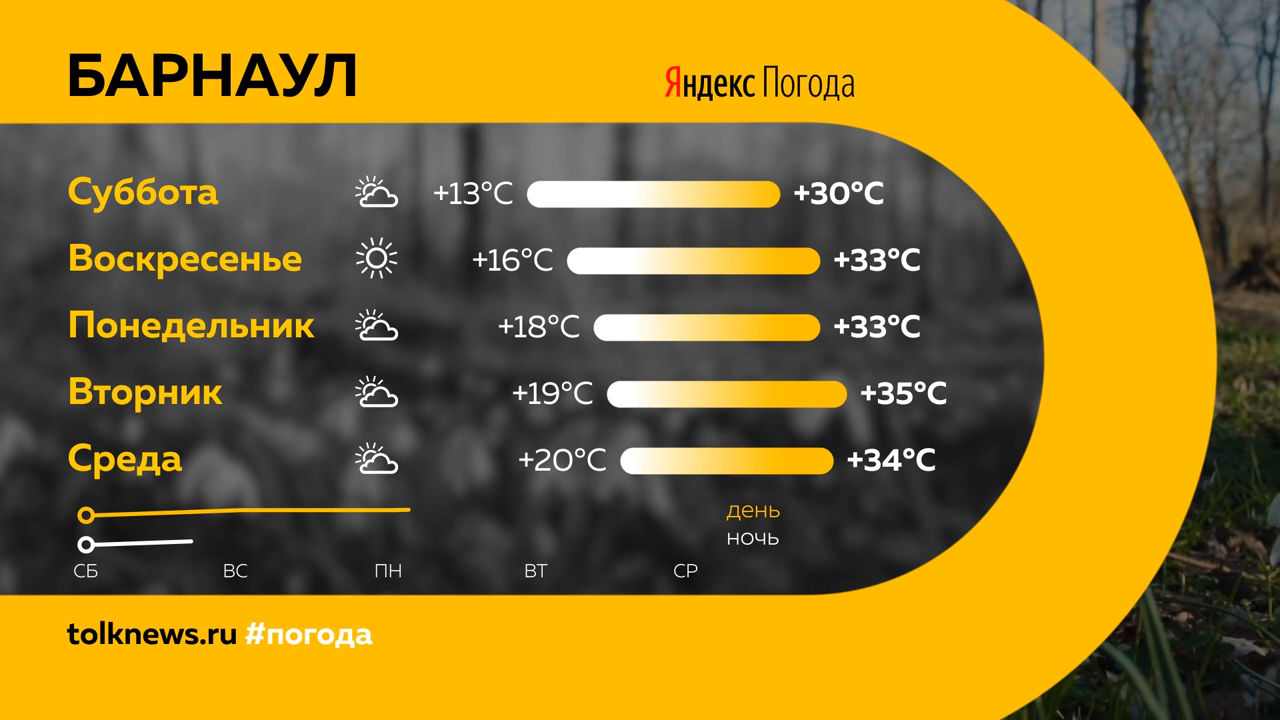 БАРНАУЛ
Яндекс Погода
Суббота +13°C +30°C
Воскресенье +16°C +33°C
Понедельник +18°C +33°C
Вторник +19°C +35°C
Среда +20°C +34°C
день
ночь
СБ ВС ПН ВТ СР
tolknews.ru #погода